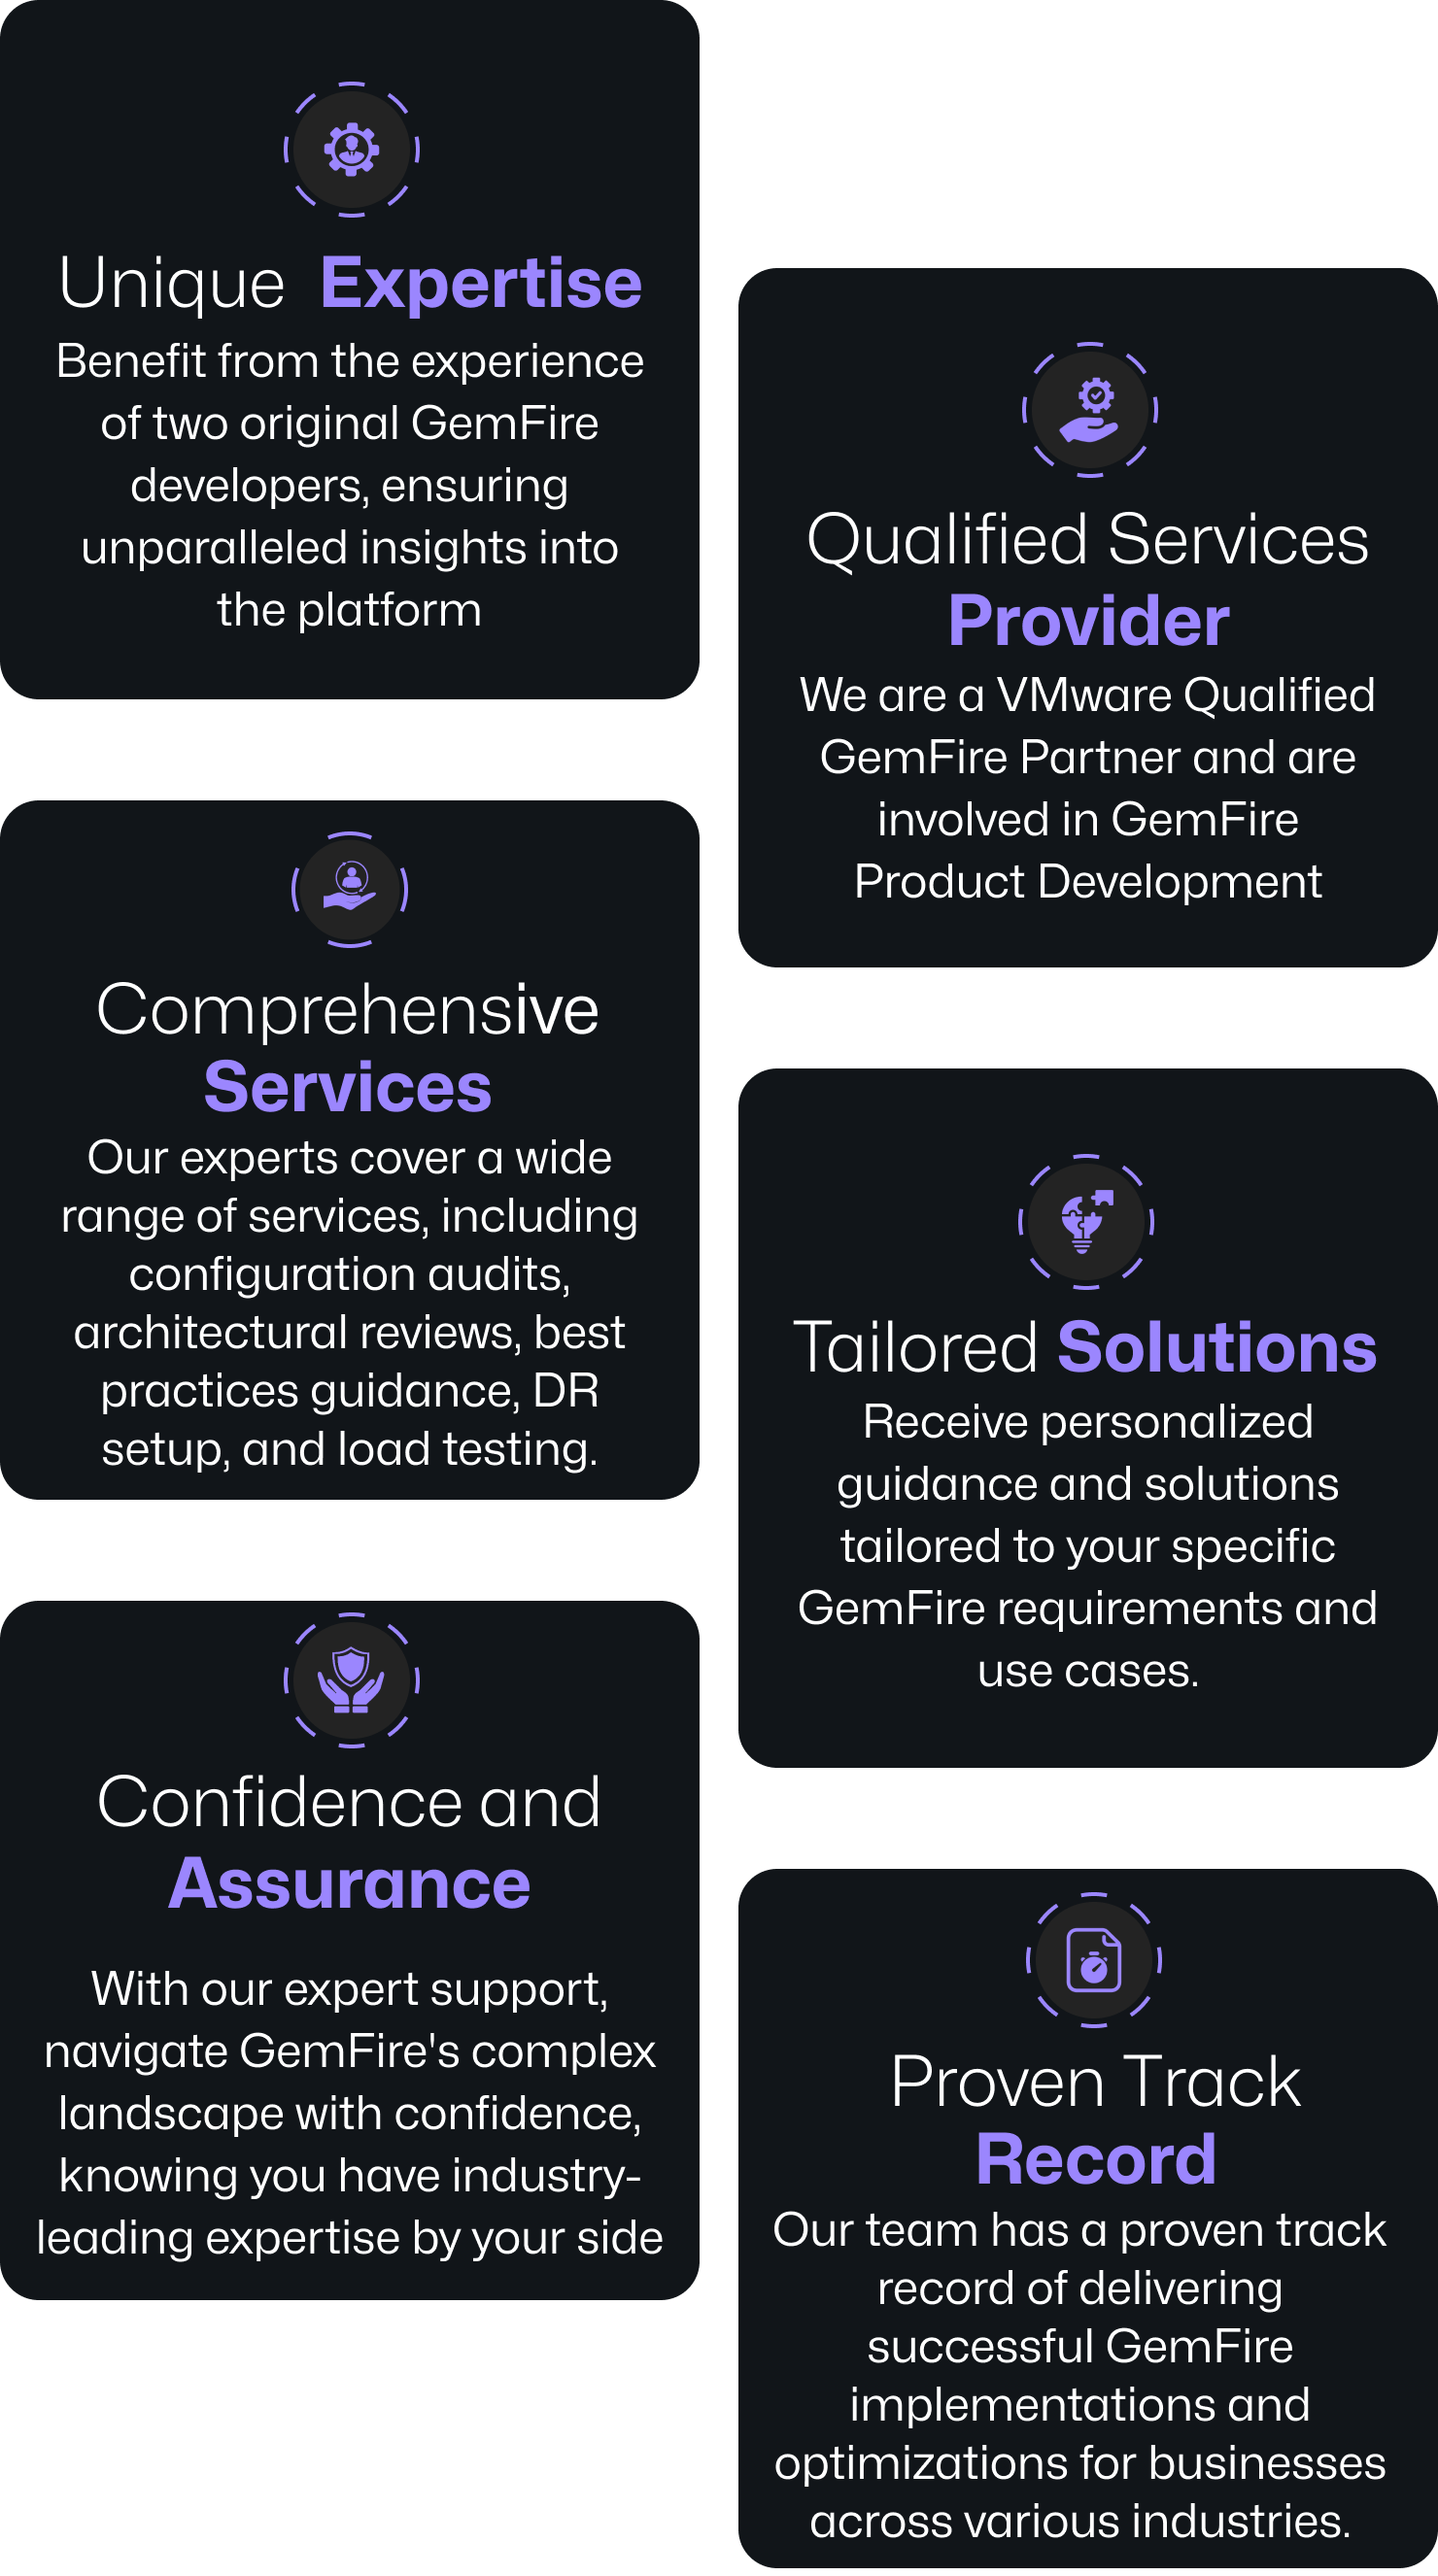 Unique Expertise
Benefit from the experience
of two original GemFire
developers, ensuring
unparalleled insights into
the platform
Qualified Services
Provider
We are a VMware Qualified
GemFire Partner and are
involved in GemFire
Product Development
Comprehensive
Services
Our experts cover a wide
range of services, including
configuration audits,
architectural reviews, best
practices guidance, DR
setup, and load testing.
Tailored Solutions
Receive personalized
guidance and solutions
tailored to your specific
GemFire requirements and
use cases.
Confidence and
Assurance
With our expert support,
navigate GemFire's complex
landscape with confidence,
knowing you have industry-
leading expertise by your side
Proven Track
Record
Our team has a proven track
record of delivering
successful GemFire
implementations and
optimizations for businesses
across various industries.